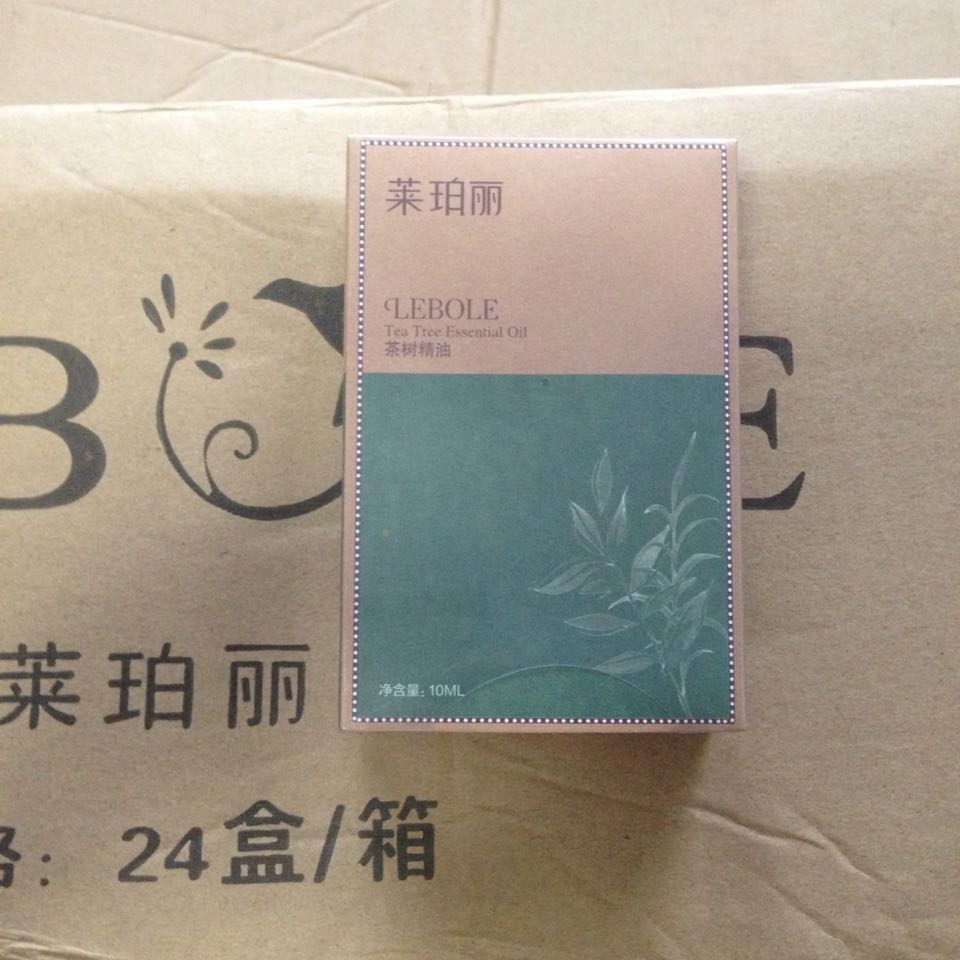 莱珀丽
LEBOLE
Tea Tree Essential Oil
茶树精油
净含量:10ML
B E
莱珀丽
格: 24盒/箱